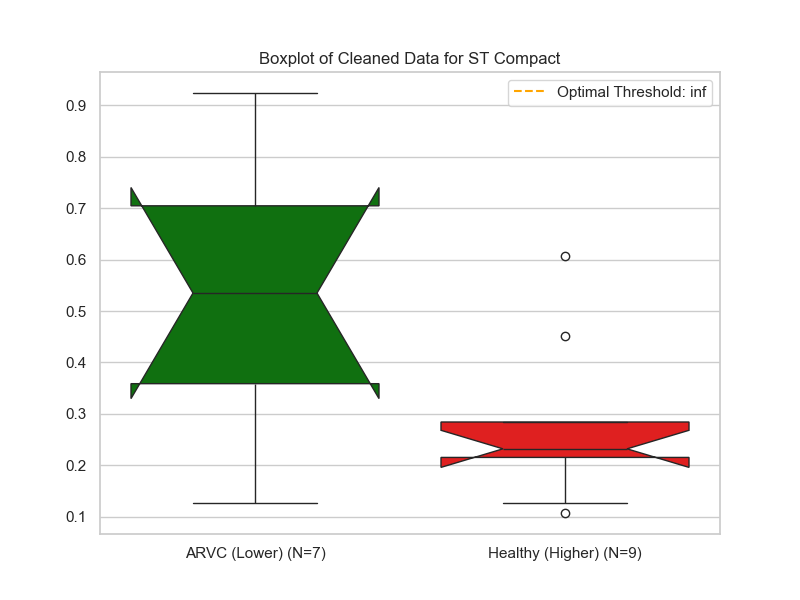 Boxplot of Cleaned Data for ST Compact
Optimal Threshold: inf
0.9
0.8
0.7
0.6
0.5
0.4
0.3
0.2
0.1
ARVC (Lower) (N=7)
Healthy (Higher) (N=9)